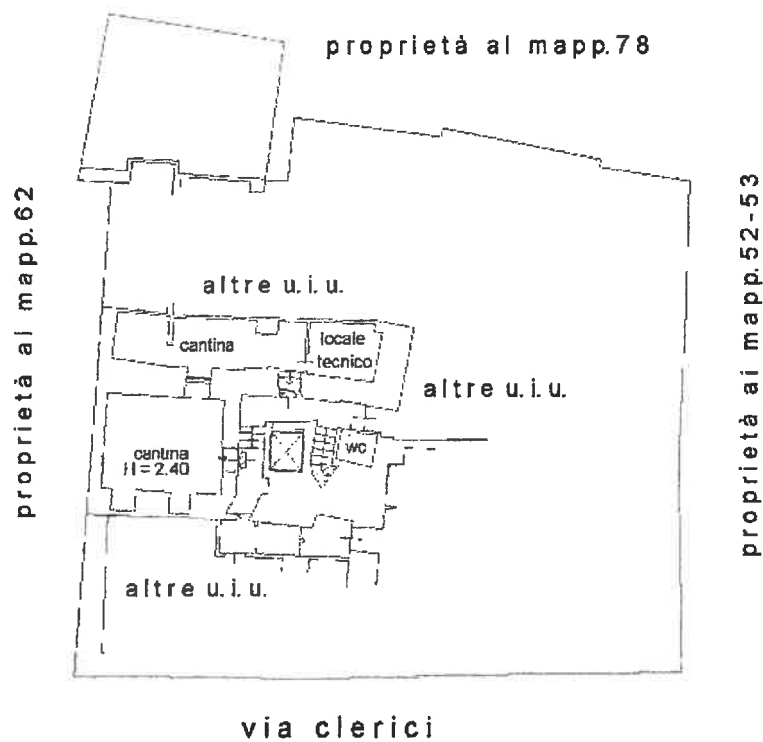 proprietà al mapp.78
proprietà al mapp.62
proprietà ai mapp.52-53
altre u.i.u.
cantina
locale
tecnico
altre u.i.u.
cantina
H = 2.40
wc
altre u.i.u.
via clerici